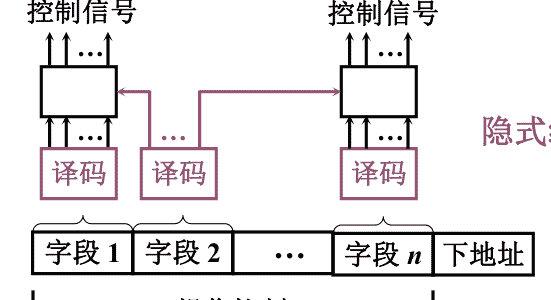 控制信号 控制信号
… …
… … …
译码 译码 译码
字段 1 字段 2 … 字段 n 下地址
隐式